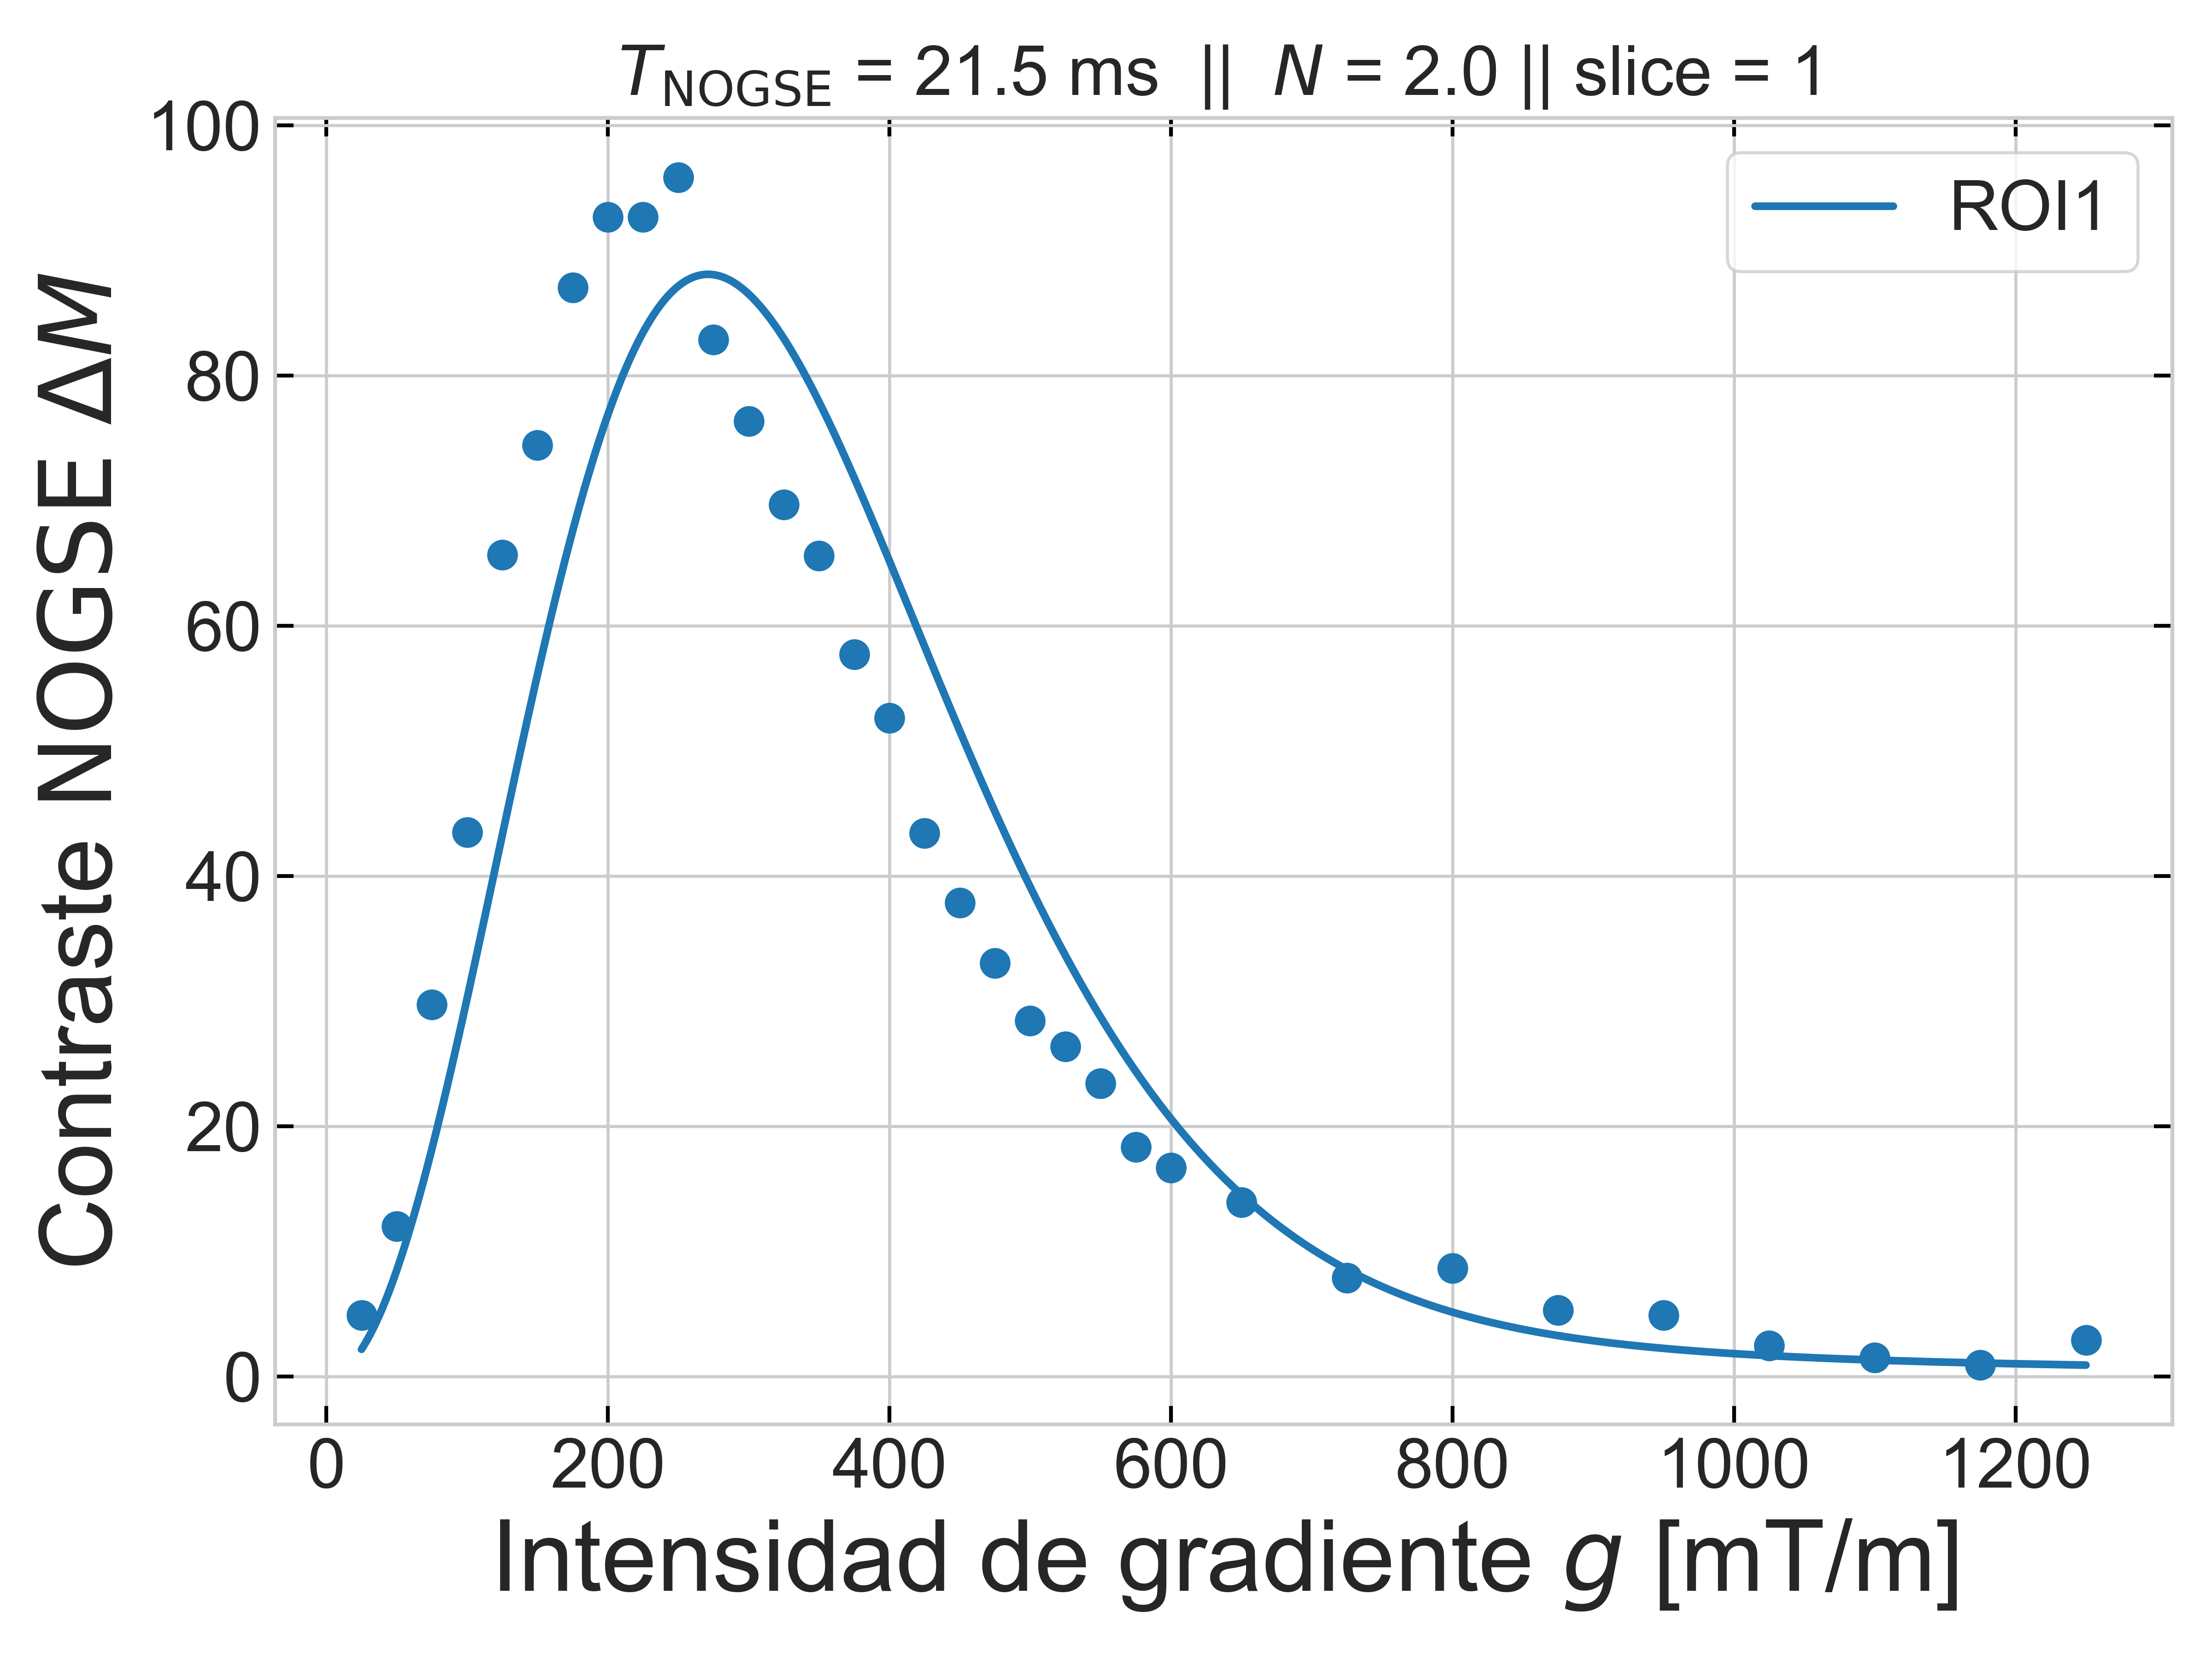 T_NOGSE = 21.5 ms || N = 2.0 || slice = 1
100
80
60
40
20
0
Contraste NOGSE ΔM
ROI1
0 200 400 600 800 1000 1200
Intensidad de gradiente g [mT/m]